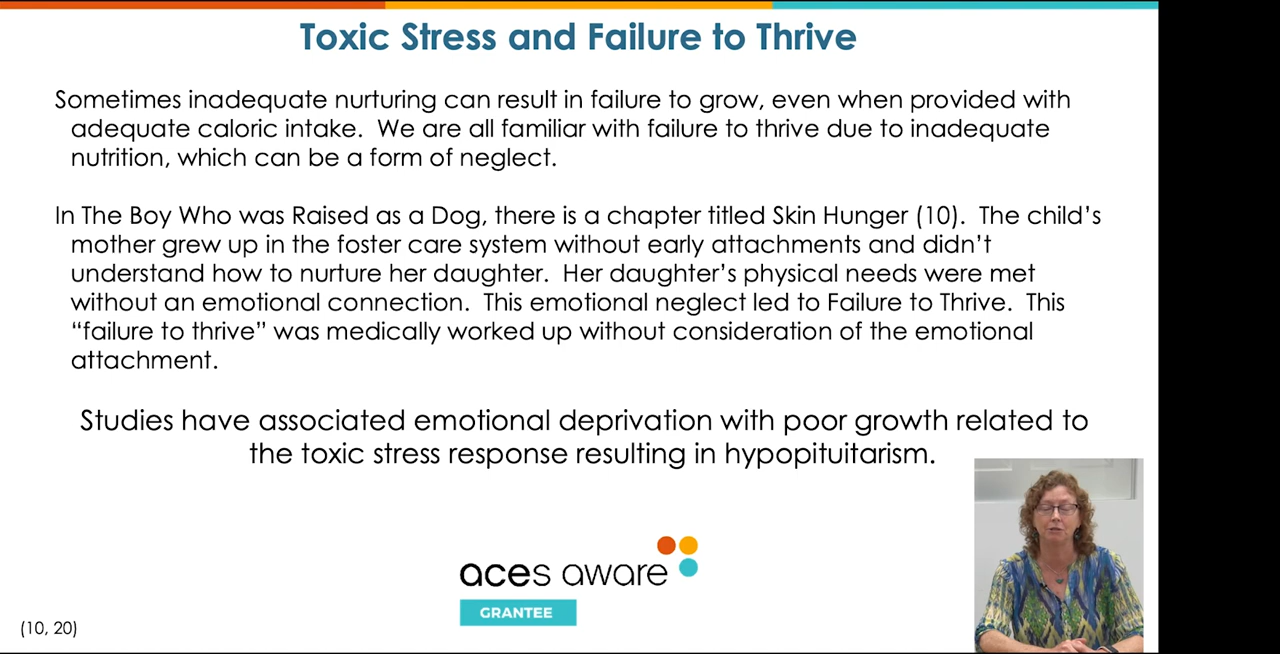 Toxic Stress and Failure to Thrive
Sometimes inadequate nurturing can result in failure to grow, even when provided with
adequate caloric intake.  We are all familiar with failure to thrive due to inadequate
nutrition, which can be a form of neglect.
In The Boy Who was Raised as a Dog, there is a chapter titled Skin Hunger (10).  The child’s
mother grew up in the foster care system without early attachments and didn’t
understand how to nurture her daughter.  Her daughter’s physical needs were met
without an emotional connection.  This emotional neglect led to Failure to Thrive.  This
“failure to thrive” was medically worked up without consideration of the emotional
attachment.
Studies have associated emotional deprivation with poor growth related to
the toxic stress response resulting in hypopituitarism.
aces aware
GRANTEE
(10, 20)